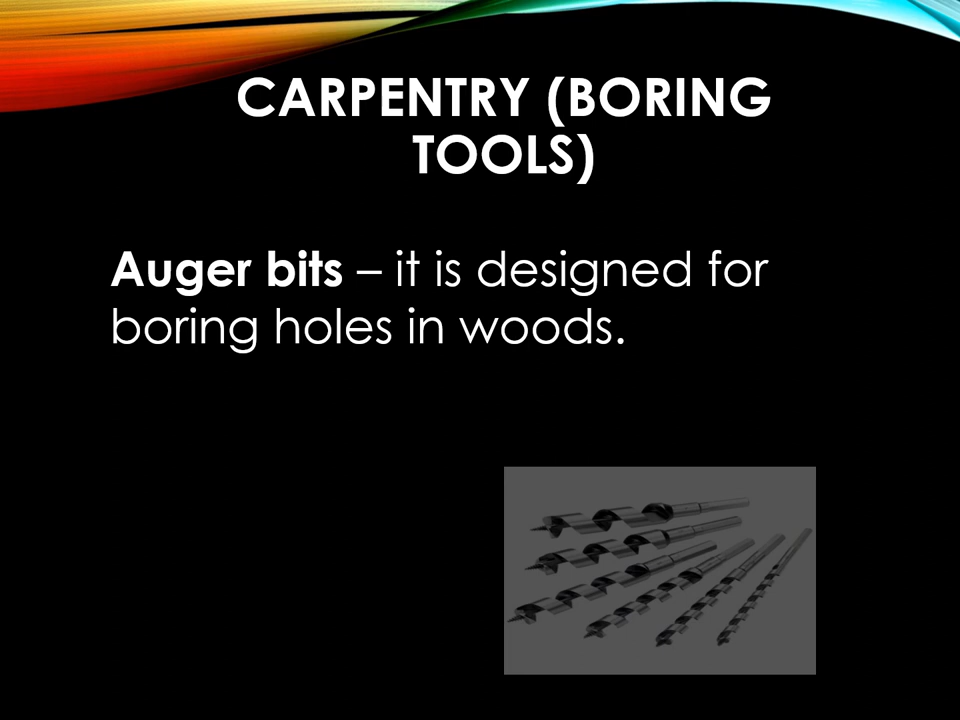 CARPENTRY (BORING
TOOLS)
Auger bits – it is designed for
boring holes in woods.